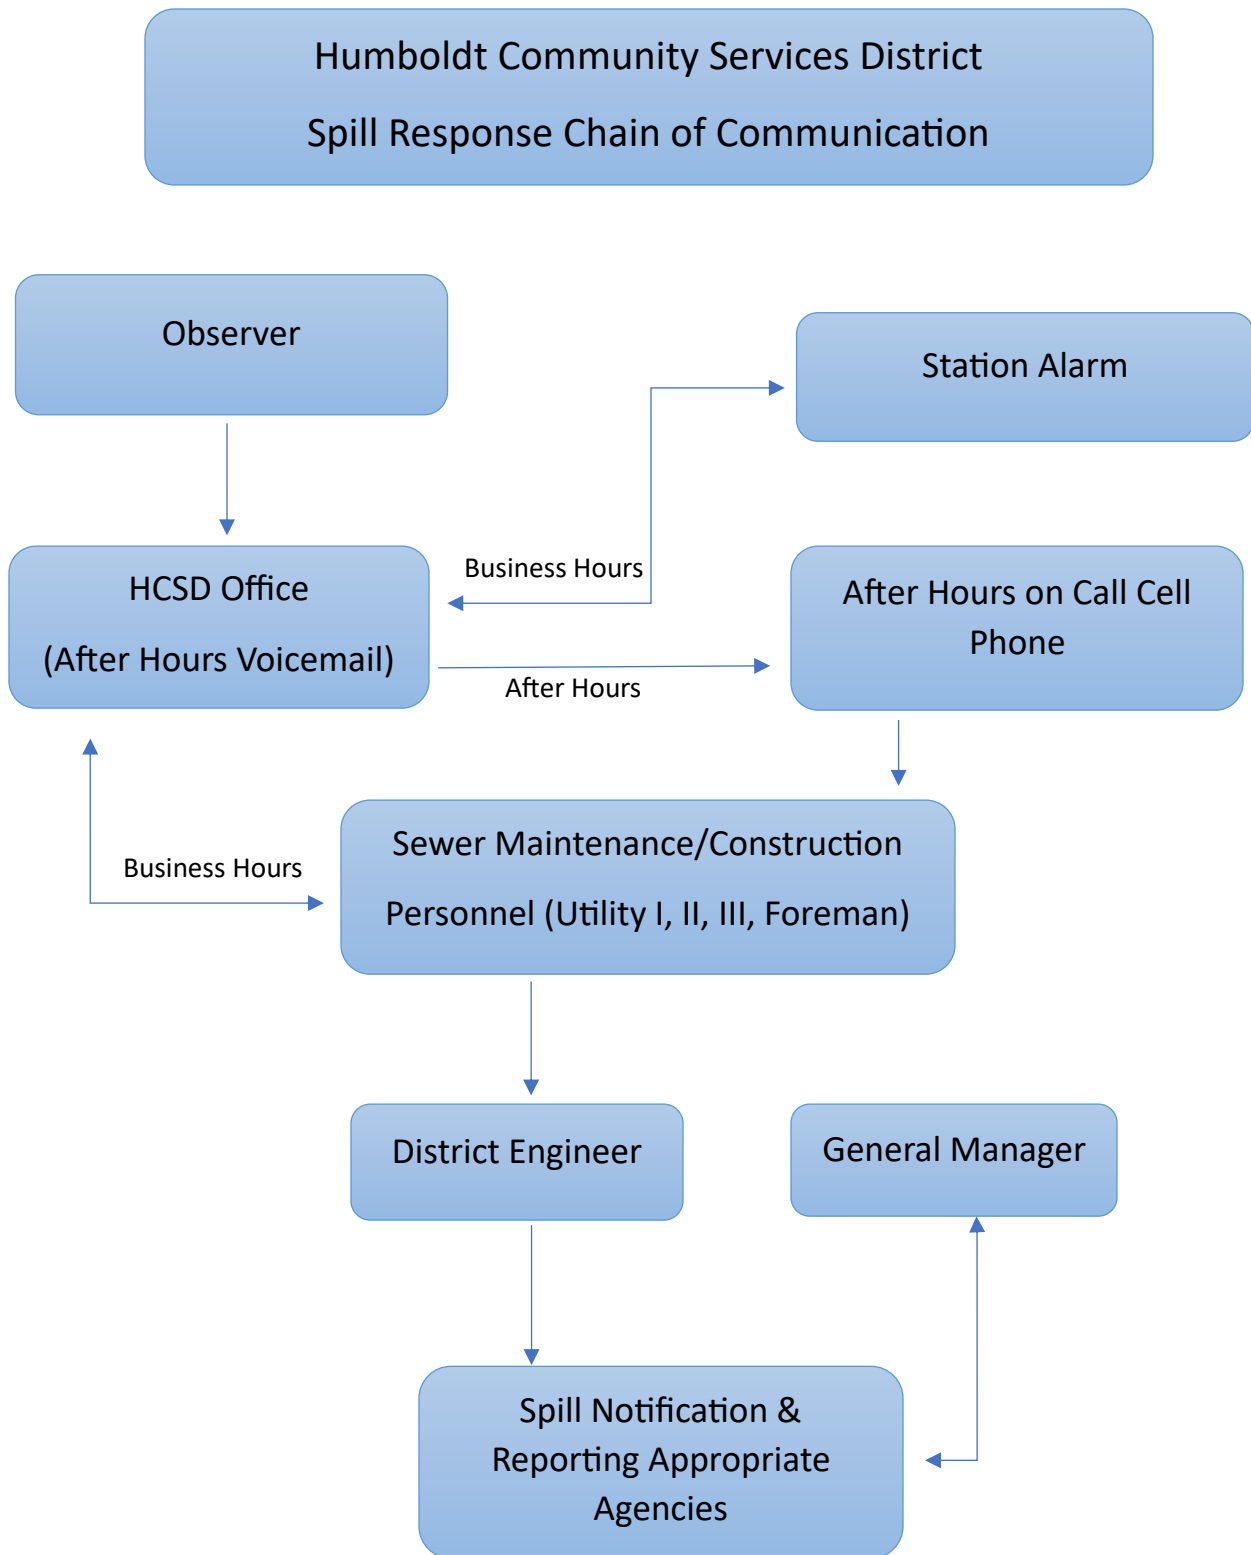 Humboldt Community Services District
Spill Response Chain of Communication
Observer
Station Alarm
Business Hours
HCSD Office
(After Hours Voicemail)
After Hours on Call Cell
Phone
After Hours
Sewer Maintenance/Construction
Personnel (Utility I, II, III, Foreman)
Business Hours
District Engineer
General Manager
Spill Notification &
Reporting Appropriate
Agencies